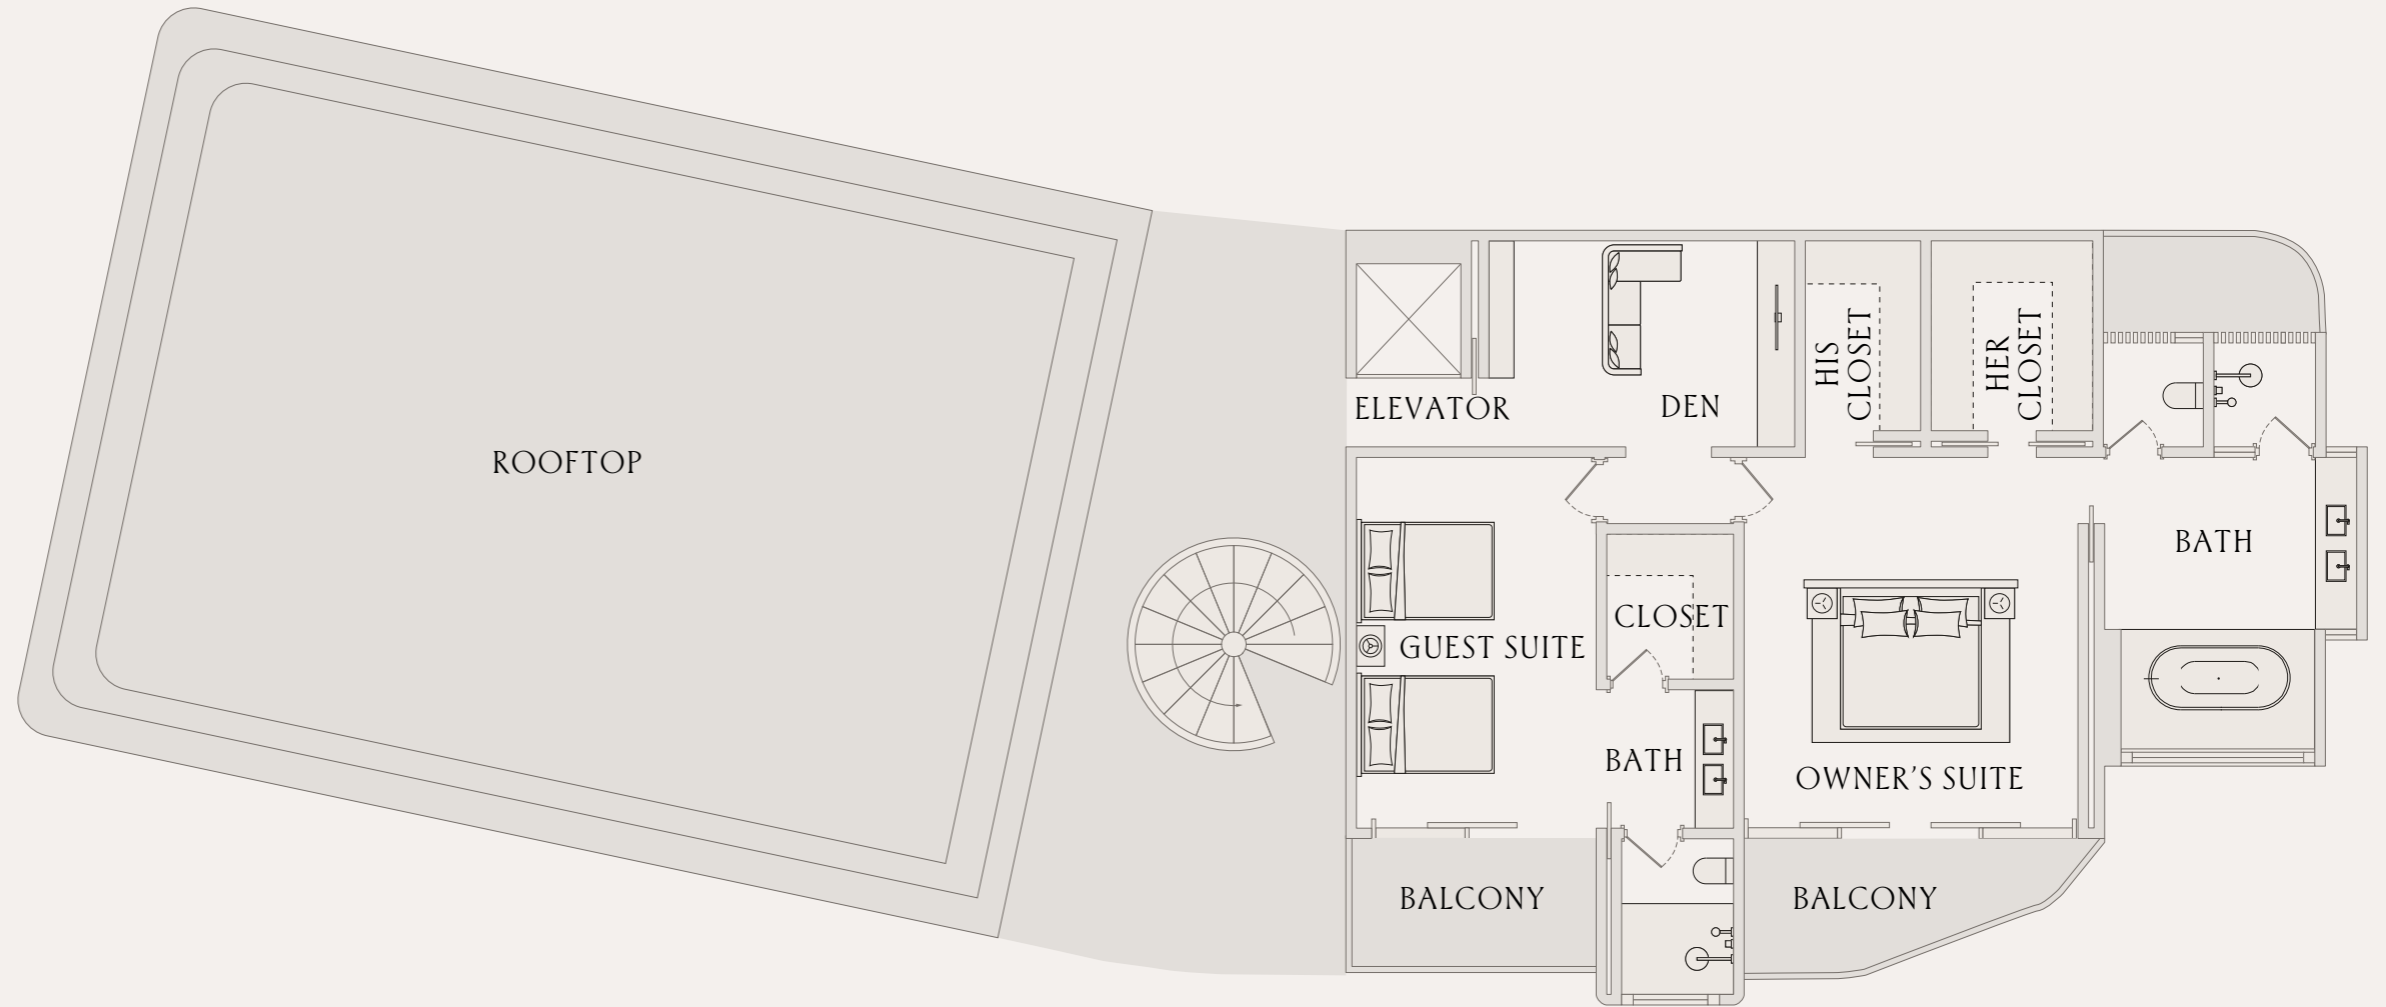 ROOFTOP
ELEVATOR
DEN
HIS
CLOSET
HER
CLOSET
BATH
CLOSET
GUEST SUITE
BATH
OWNER'S SUITE
BALCONY
BALCONY